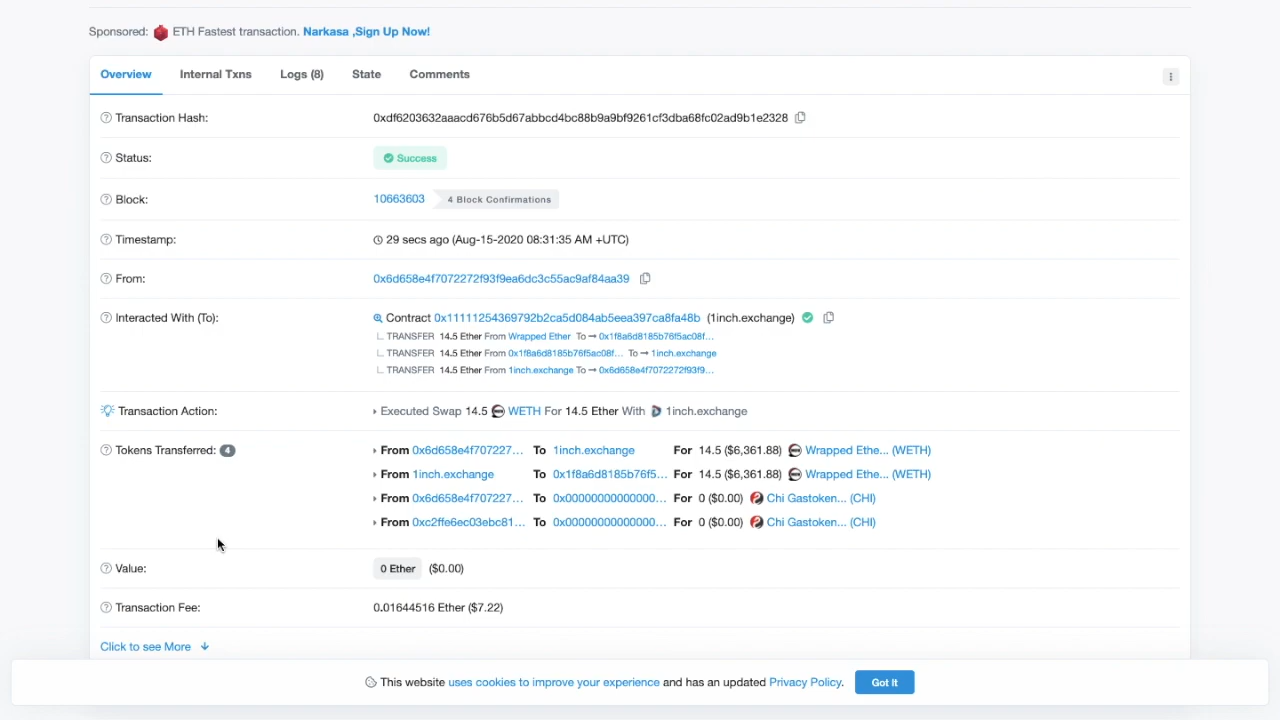 Sponsored: ETH Fastest transaction. Narkasa ,Sign Up Now!
Overview Internal Txns Logs (8) State Comments
Transaction Hash: 0xdf6203632aaacd676b5d67abbcd4bc88b9a9bf9261cf3dba68fc02ad9b1e2328
Status: Success
Block: 10663603 4 Block Confirmations
Timestamp: 29 secs ago (Aug-15-2020 08:31:35 AM +UTC)
From: 0x6d658e4f7072272f93f9ea6dc3c55ac9af84aa39
Interacted With (To): Contract 0x11111254369792b2ca5d084ab5eea397ca8fa48b (1inch.exchange)
TRANSFER 14.5 Ether From Wrapped Ether To → 0x1f8a6d8185b76f5ac08f...
TRANSFER 14.5 Ether From 0x1f8a6d8185b76f5ac08f... To → 1inch.exchange
TRANSFER 14.5 Ether From 1inch.exchange To → 0x6d658e4f7072272f93f9...
Transaction Action: Executed Swap 14.5 WETH For 14.5 Ether With 1inch.exchange
Tokens Transferred: 4 From 0x6d658e4f707227... To 1inch.exchange For 14.5 ($6,361.88) Wrapped Ethe... (WETH)
From 1inch.exchange To 0x1f8a6d8185b76f5... For 14.5 ($6,361.88) Wrapped Ethe... (WETH)
From 0x6d658e4f707227... To 0x00000000000000... For 0 ($0.00) Chi Gastoken... (CHI)
From 0xc2ffe6ec03ebc81... To 0x00000000000000... For 0 ($0.00) Chi Gastoken... (CHI)
Value: 0 Ether ($0.00)
Transaction Fee: 0.01644516 Ether ($7.22)
Click to see More
This website uses cookies to improve your experience and has an updated Privacy Policy. Got It